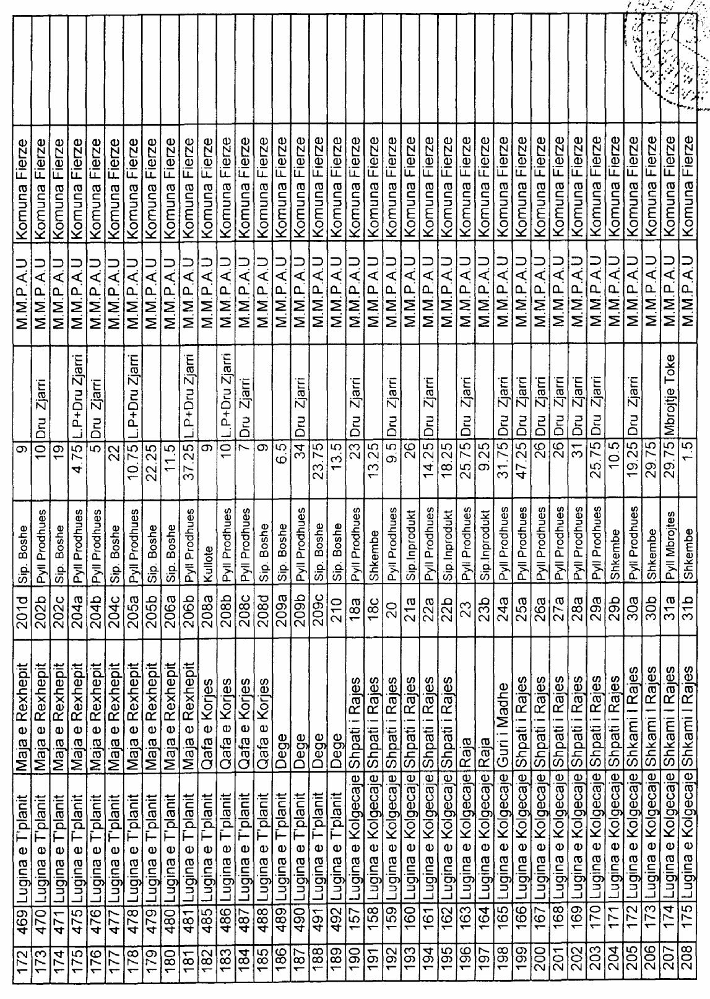 172 469 Lugina e T'planit Maja e Rexhepit 201d Sip. Boshe 9 M.M.P.A.U Komuna Fierze
173 470 Lugina e T'planit Maja e Rexhepit 202b Pyll Prodhues 10 Dru Zjarri M.M.P.A.U Komuna Fierze
174 471 Lugina e T'planit Maja e Rexhepit 202c Sip. Boshe 19 M.M.P.A.U Komuna Fierze
175 475 Lugina e T'planit Maja e Rexhepit 204a Pyll Prodhues 4.75 L.P+Dru Zjarri M.M.P.A.U Komuna Fierze
176 476 Lugina e T'planit Maja e Rexhepit 204b Pyll Prodhues 5 Dru Zjarri M.M.P.A.U Komuna Fierze
177 477 Lugina e T'planit Maja e Rexhepit 204c Sip. Boshe 22 M.M.P.A.U Komuna Fierze
178 478 Lugina e T'planit Maja e Rexhepit 205a Pyll Prodhues 10.75 L.P+Dru Zjarri M.M.P.A.U Komuna Fierze
179 479 Lugina e T'planit Maja e Rexhepit 205b Sip. Boshe 22.25 M.M.P.A.U Komuna Fierze
180 480 Lugina e T'planit Maja e Rexhepit 206a Sip. Boshe 11.5 M.M.P.A.U Komuna Fierze
181 481 Lugina e T'planit Maja e Rexhepit 206b Pyll Prodhues 37.25 L.P+Dru Zjarri M.M.P.A.U Komuna Fierze
182 485 Lugina e T'planit Qafa e Korjes 208a Kullote 9 M.M.P.A.U Komuna Fierze
183 486 Lugina e T'planit Qafa e Korjes 208b Pyll Prodhues 10 L.P+Dru Zjarri M.M.P.A.U Komuna Fierze
184 487 Lugina e T'planit Qafa e Korjes 208c Pyll Prodhues 7 Dru Zjarri M.M.P.A.U Komuna Fierze
185 488 Lugina e T'planit Qafa e Korjes 208d Sip. Boshe 9 M.M.P.A.U Komuna Fierze
186 489 Lugina e T'planit Dege 209a Sip. Boshe 6.5 M.M.P.A.U Komuna Fierze
187 490 Lugina e T'planit Dege 209b Pyll Prodhues 34 Dru Zjarri M.M.P.A.U Komuna Fierze
188 491 Lugina e T'planit Dege 209c Sip. Boshe 23.75 M.M.P.A.U Komuna Fierze
189 492 Lugina e T'planit Dege 210 Sip. Boshe 13.5 M.M.P.A.U Komuna Fierze
190 157 Lugina e Kolgecaje Shpati i Rajes 18a Pyll Prodhues 23 Dru Zjarri M.M.P.A.U Komuna Fierze
191 158 Lugina e Kolgecaje Shpati i Rajes 18c Shkembe 13.25 M.M.P.A.U Komuna Fierze
192 159 Lugina e Kolgecaje Shpati i Rajes 20 Pyll Prodhues 9.5 Dru Zjarri M.M.P.A.U Komuna Fierze
193 160 Lugina e Kolgecaje Shpati i Rajes 21a Sip.Inprodukt 26 M.M.P.A.U Komuna Fierze
194 161 Lugina e Kolgecaje Shpati i Rajes 22a Pyll Prodhues 14.25 Dru Zjarri M.M.P.A.U Komuna Fierze
195 162 Lugina e Kolgecaje Shpati i Rajes 22b Sip.Inprodukt 18.25 M.M.P.A.U Komuna Fierze
196 163 Lugina e Kolgecaje Raja 23 Pyll Prodhues 25.75 Dru Zjarri M.M.P.A.U Komuna Fierze
197 164 Lugina e Kolgecaje Raja 23b Sip.Inprodukt 9.25 M.M.P.A.U Komuna Fierze
198 165 Lugina e Kolgecaje Guri i Madhe 24a Pyll Prodhues 31.75 Dru Zjarri M.M.P.A.U Komuna Fierze
199 166 Lugina e Kolgecaje Shpati i Rajes 25a Pyll Prodhues 47.25 Dru Zjarri M.M.P.A.U Komuna Fierze
200 167 Lugina e Kolgecaje Shpati i Rajes 26a Pyll Prodhues 26 Dru Zjarri M.M.P.A.U Komuna Fierze
201 168 Lugina e Kolgecaje Shpati i Rajes 27a Pyll Prodhues 26 Dru Zjarri M.M.P.A.U Komuna Fierze
202 169 Lugina e Kolgecaje Shpati i Rajes 28a Pyll Prodhues 31 Dru Zjarri M.M.P.A.U Komuna Fierze
203 170 Lugina e Kolgecaje Shpati i Rajes 29a Pyll Prodhues 25.75 Dru Zjarri M.M.P.A.U Komuna Fierze
204 171 Lugina e Kolgecaje Shpati i Rajes 29b Shkembe 10.5 M.M.P.A.U Komuna Fierze
205 172 Lugina e Kolgecaje Shkami I Rajes 30a Pyll Prodhues 19.25 Dru Zjarri M.M.P.A.U Komuna Fierze
206 173 Lugina e Kolgecaje Shkami I Rajes 30b Shkembe 29.75 M.M.P.A.U Komuna Fierze
207 174 Lugina e Kolgecaje Shkami I Rajes 31a Pyll Mbrojtes 29.75 Mbrojtje Toke M.M.P.A.U Komuna Fierze
208 175 Lugina e Kolgecaje Shkami I Rajes 31b Shkembe 1.5 M.M.P.A.U Komuna Fierze